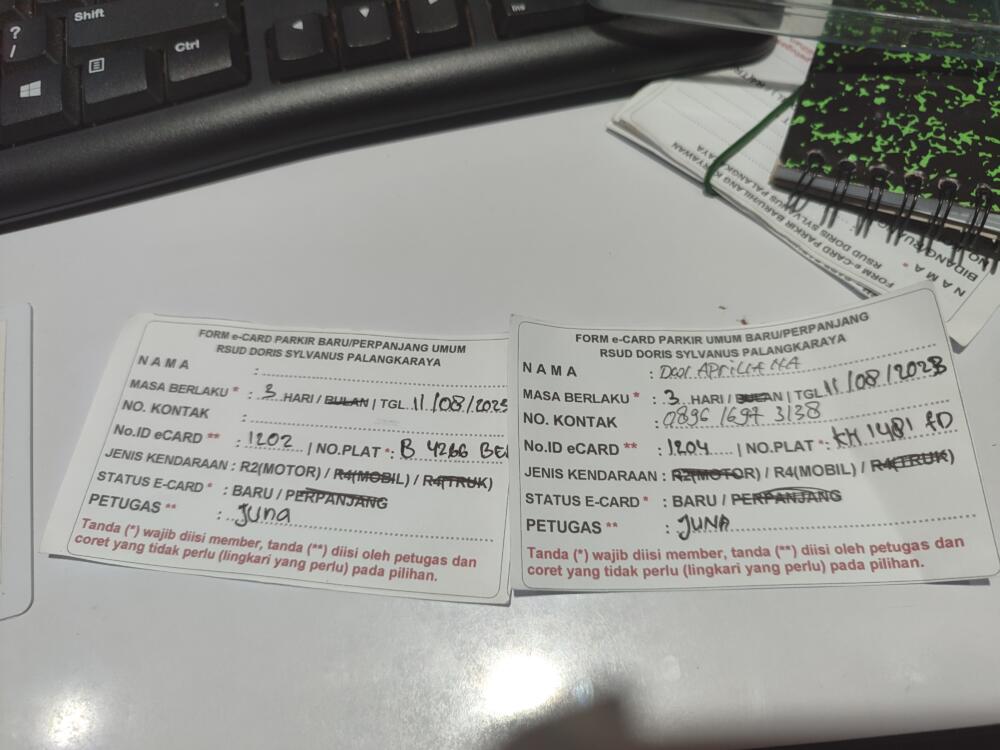 Shift
?
/
Ctrl
Ins
FORM e-CARD PARKIR BARU/HILANG KARYAWAN
RSUD DORIS SYLVANUS PALANGKARAYA
N A M A *
FORM e-CARD PARKIR BARU/PERPANJANG UMUM
RSUD DORIS SYLVANUS PALANGKARAYA
N A M A :
MASA BERLAKU * : 3 HARI / BULAN | TGL. 11/08/2023
NO. KONTAK :
No.ID eCARD ** : 1202 | NO.PLAT *: B 4266
JENIS KENDARAAN : R2(MOTOR) / R4(MOBIL) / R4(TRUK)
STATUS E-CARD * : BARU / PERPANJANG
PETUGAS ** : Juna
Tanda (*) wajib diisi member, tanda (**) diisi oleh petugas dan
coret yang tidak perlu (lingkari yang perlu) pada pilihan.
FORM e-CARD PARKIR UMUM BARU/PERPANJANG
RSUD DORIS SYLVANUS PALANGKARAYA
N A M A : APRILIA
MASA BERLAKU * : 3 HARI / BULAN | TGL. 11/08/2023
NO. KONTAK : 0896 1697 3138
No.ID eCARD ** : 1204 | NO.PLAT *: KH 1481 FD
JENIS KENDARAAN : R2(MOTOR) / R4(MOBIL) / R4(TRUK)
STATUS E-CARD * : BARU / PERPANJANG
PETUGAS ** : JUNA
Tanda (*) wajib diisi member, tanda (**) diisi oleh petugas dan
coret yang tidak perlu (lingkari yang perlu) pada pilihan.